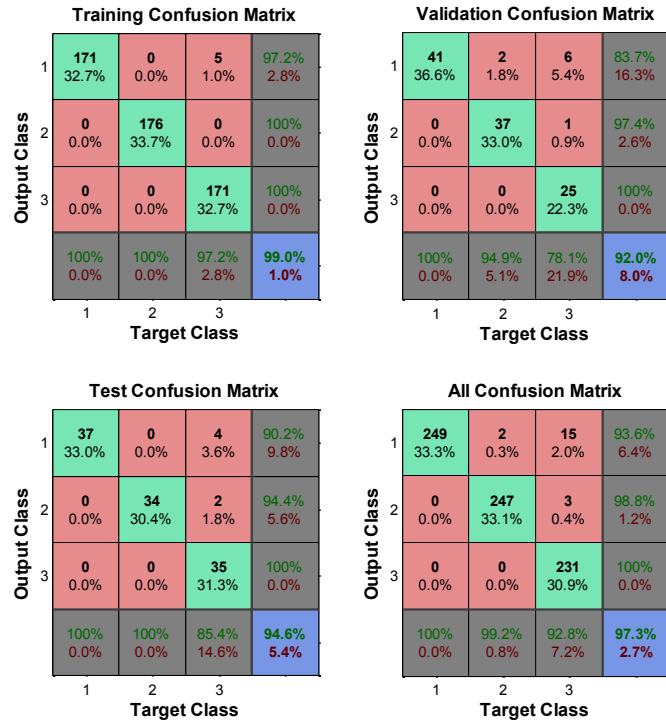 Training Confusion Matrix
171 0 5 97.2%
32.7% 0.0% 1.0% 2.8%
1
0 176 0 100%
0.0% 33.7% 0.0% 0.0%
2
0 0 171 100%
0.0% 0.0% 32.7% 0.0%
3
100% 100% 97.2% 99.0%
0.0% 0.0% 2.8% 1.0%
1 2 3
Target Class
Output Class
Validation Confusion Matrix
41 2 6 83.7%
36.6% 1.8% 5.4% 16.3%
1
0 37 1 97.4%
0.0% 33.0% 0.9% 2.6%
2
0 0 25 100%
0.0% 0.0% 22.3% 0.0%
3
100% 94.9% 78.1% 92.0%
0.0% 5.1% 21.9% 8.0%
1 2 3
Target Class
Output Class
Test Confusion Matrix
37 0 4 90.2%
33.0% 0.0% 3.6% 9.8%
1
0 34 2 94.4%
0.0% 30.4% 1.8% 5.6%
2
0 0 35 100%
0.0% 0.0% 31.3% 0.0%
3
100% 100% 85.4% 94.6%
0.0% 0.0% 14.6% 5.4%
1 2 3
Target Class
Output Class
All Confusion Matrix
249 2 15 93.6%
33.3% 0.3% 2.0% 6.4%
1
0 247 3 98.8%
0.0% 33.1% 0.4% 1.2%
2
0 0 231 100%
0.0% 0.0% 30.9% 0.0%
3
100% 99.2% 92.8% 97.3%
0.0% 0.8% 7.2% 2.7%
1 2 3
Target Class
Output Class